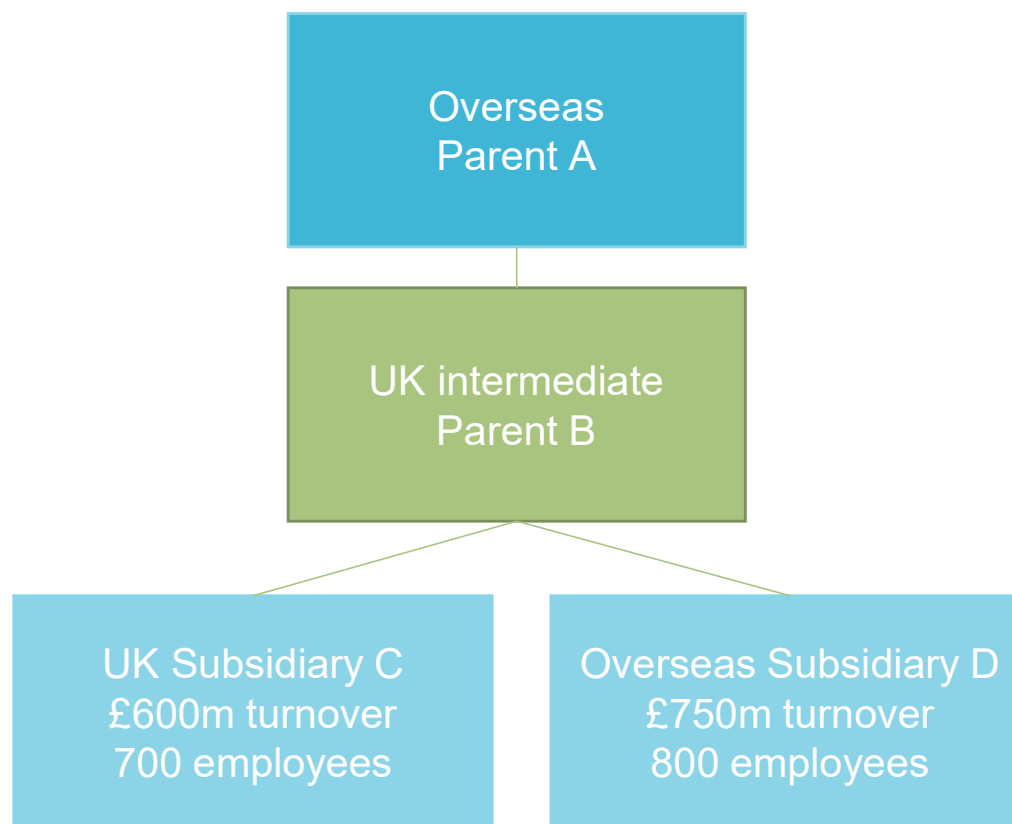 Overseas
Parent A
UK intermediate
Parent B
UK Subsidiary C
£600m turnover
700 employees
Overseas Subsidiary D
£750m turnover
800 employees